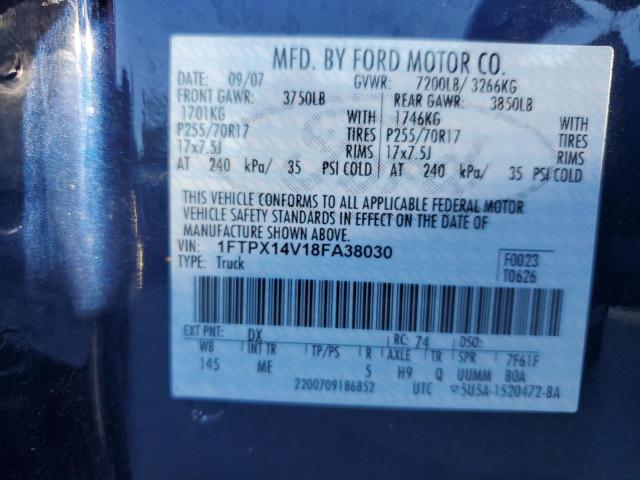 MFD. BY FORD MOTOR CO.
DATE: 09/07 GVWR: 7200LB/ 3266KG
FRONT GAWR: 3750LB REAR GAWR: 3850LB
1701KG WITH 1746KG WITH
P255/70R17 TIRES P255/70R17 TIRES
17x7.5J RIMS 17x7.5J RIMS
AT 240 kPa/ 35 PSI COLD AT 240 kPa/ 35 PSI COLD
THIS VEHICLE CONFORMS TO ALL APPLICABLE FEDERAL MOTOR
VEHICLE SAFETY STANDARDS IN EFFECT ON THE DATE OF
MANUFACTURE SHOWN ABOVE.
VIN: 1FTPX14V18FA38030 F0023
TYPE: Truck T0626
EXT PNT: DX RC: 74 DSO:
WB INT TR TP/PS R AXLE TR SPR 7F61F
145 ME 5 H9 Q UUMM BOA
2200709186852 UTC 5U5A-1520472-BA